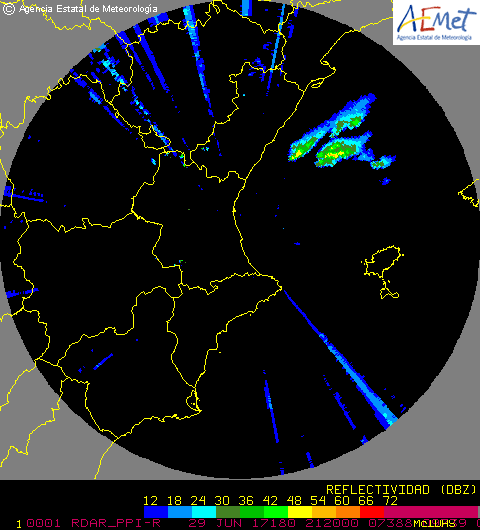 © Agencia Estatal de Meteorología
AEMet
Agencia Estatal de Meteorología
REFLECTIVIDAD (DBZ)
12 18 24 30 36 42 48 54 60 66 72
1 0001 RDAR_PPI-R 29 JUN 17180 212000